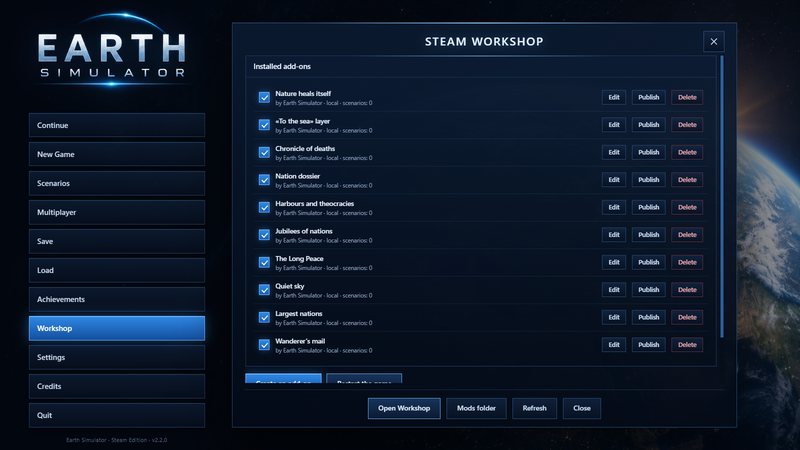 EARTH
SIMULATOR
Continue
New Game
Scenarios
Multiplayer
Save
Load
Achievements
Workshop
Settings
Credits
Quit
Earth Simulator - Steam Edition - v2.2.0
STEAM WORKSHOP
Installed add-ons
Nature heals itself
by Earth Simulator - local - scenarios: 0
Edit Publish Delete
«To the sea» layer
by Earth Simulator - local - scenarios: 0
Edit Publish Delete
Chronicle of deaths
by Earth Simulator - local - scenarios: 0
Edit Publish Delete
Nation dossier
by Earth Simulator - local - scenarios: 0
Edit Publish Delete
Harbours and theocracies
by Earth Simulator - local - scenarios: 0
Edit Publish Delete
Jubilees of nations
by Earth Simulator - local - scenarios: 0
Edit Publish Delete
The Long Peace
by Earth Simulator - local - scenarios: 0
Edit Publish Delete
Quiet sky
by Earth Simulator - local - scenarios: 0
Edit Publish Delete
Largest nations
by Earth Simulator - local - scenarios: 0
Edit Publish Delete
Wanderer's mail
by Earth Simulator - local - scenarios: 0
Edit Publish Delete
Create an add-on Restart the game
Open Workshop Mods folder Refresh Close